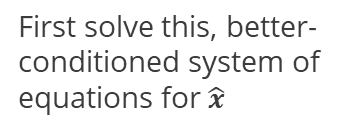 First solve this, better-
conditioned system of
equations for x̂